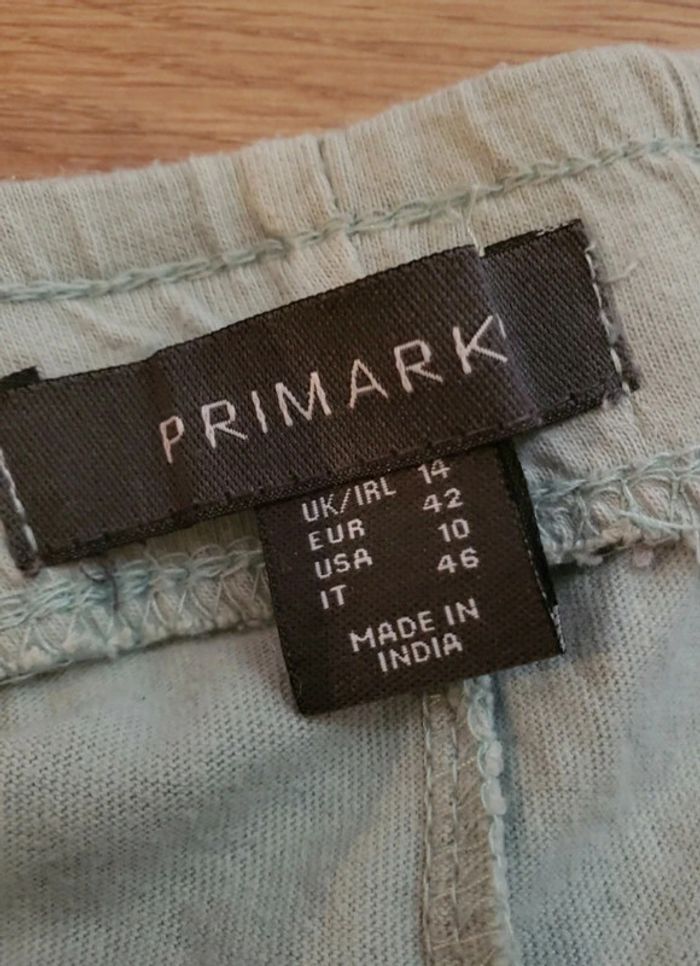 PRIMARK
UK/IRL 14
EUR 42
USA 10
IT 46
MADE IN
INDIA